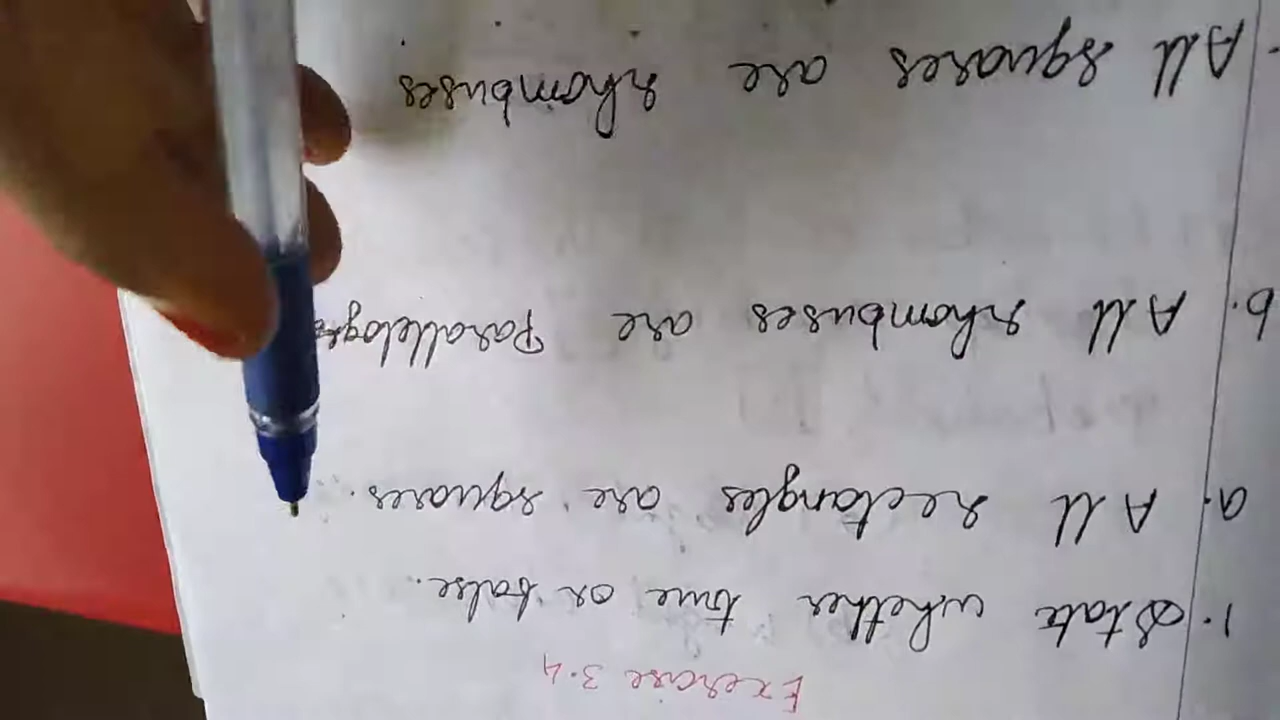 Exercise 3.4
1. State whether true or false.
a. All rectangles are squares.
b. All rhombuses are Parallelogra
. All squares are rhombuses